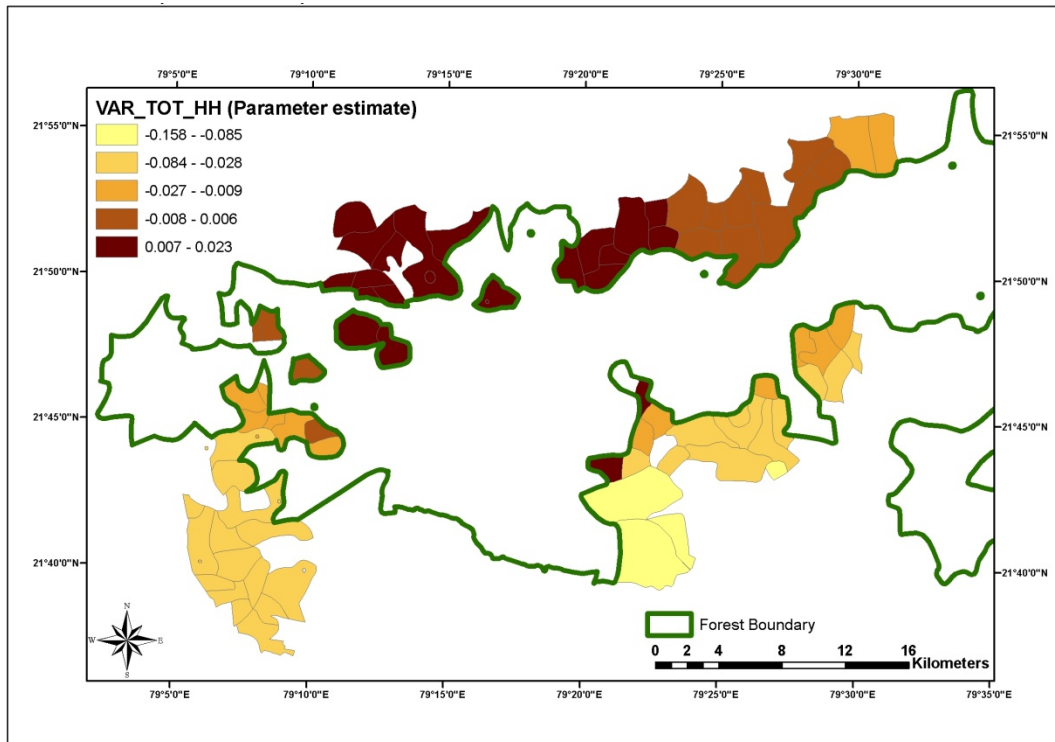 79°5'0"E 79°10'0"E 79°15'0"E 79°20'0"E 79°25'0"E 79°30'0"E
VAR_TOT_HH (Parameter estimate)
-0.158 - -0.085
-0.084 - -0.028
-0.027 - -0.009
-0.008 - 0.006
0.007 - 0.023
21°55'0"N 21°55'0"N
21°50'0"N 21°50'0"N
21°45'0"N 21°45'0"N
21°40'0"N 21°40'0"N
N
W E
S
Forest Boundary
0 2 4 8 12 16
Kilometers
79°5'0"E 79°10'0"E 79°15'0"E 79°20'0"E 79°25'0"E 79°30'0"E 79°35'0"E